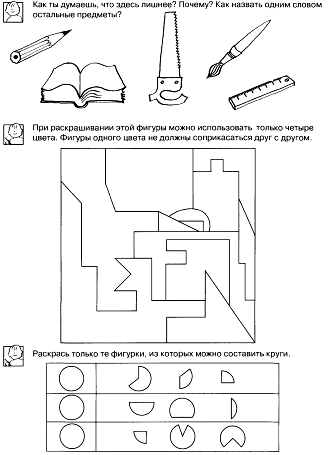 Как ты думаешь, что здесь лишнее? Почему? Как назвать одним словом
остальные предметы?
При раскрашивании этой фигуры можно использовать только четыре
цвета. Фигуры одного цвета не должны соприкасаться друг с другом.
Раскрась только те фигурки, из которых можно составить круги.